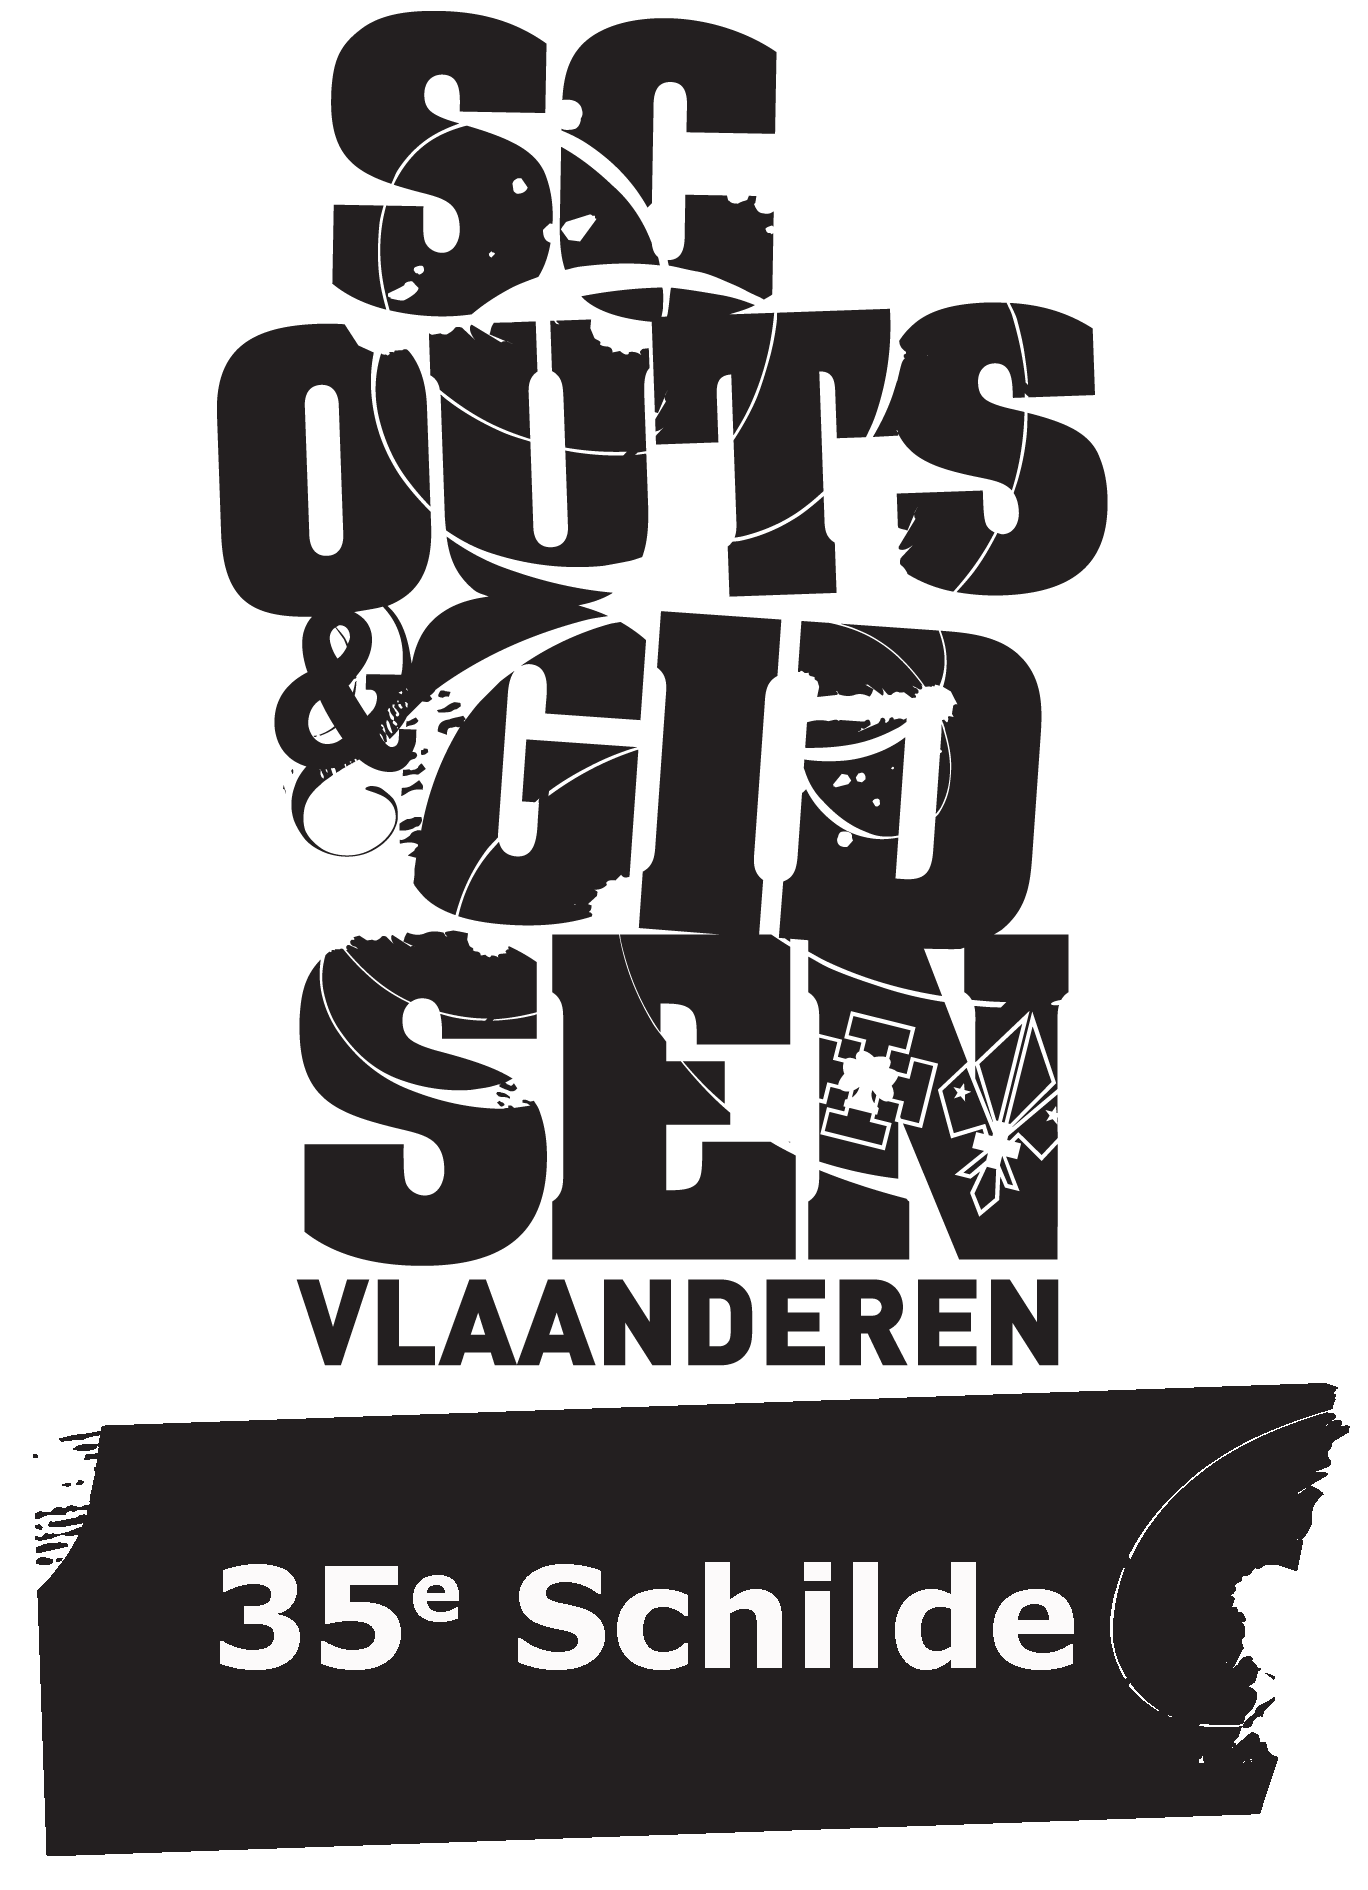 SC
OUTS
& GID
SEN
VLAANDEREN
35e Schilde